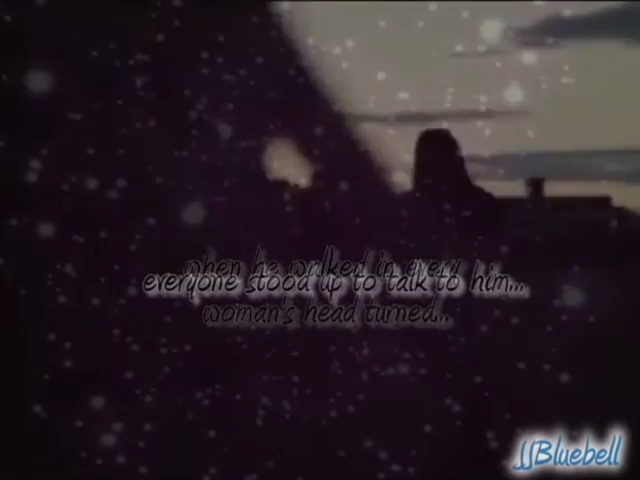 when he walked in every
everyone stood up to talk to him...
woman's head turned..
JJBluebell